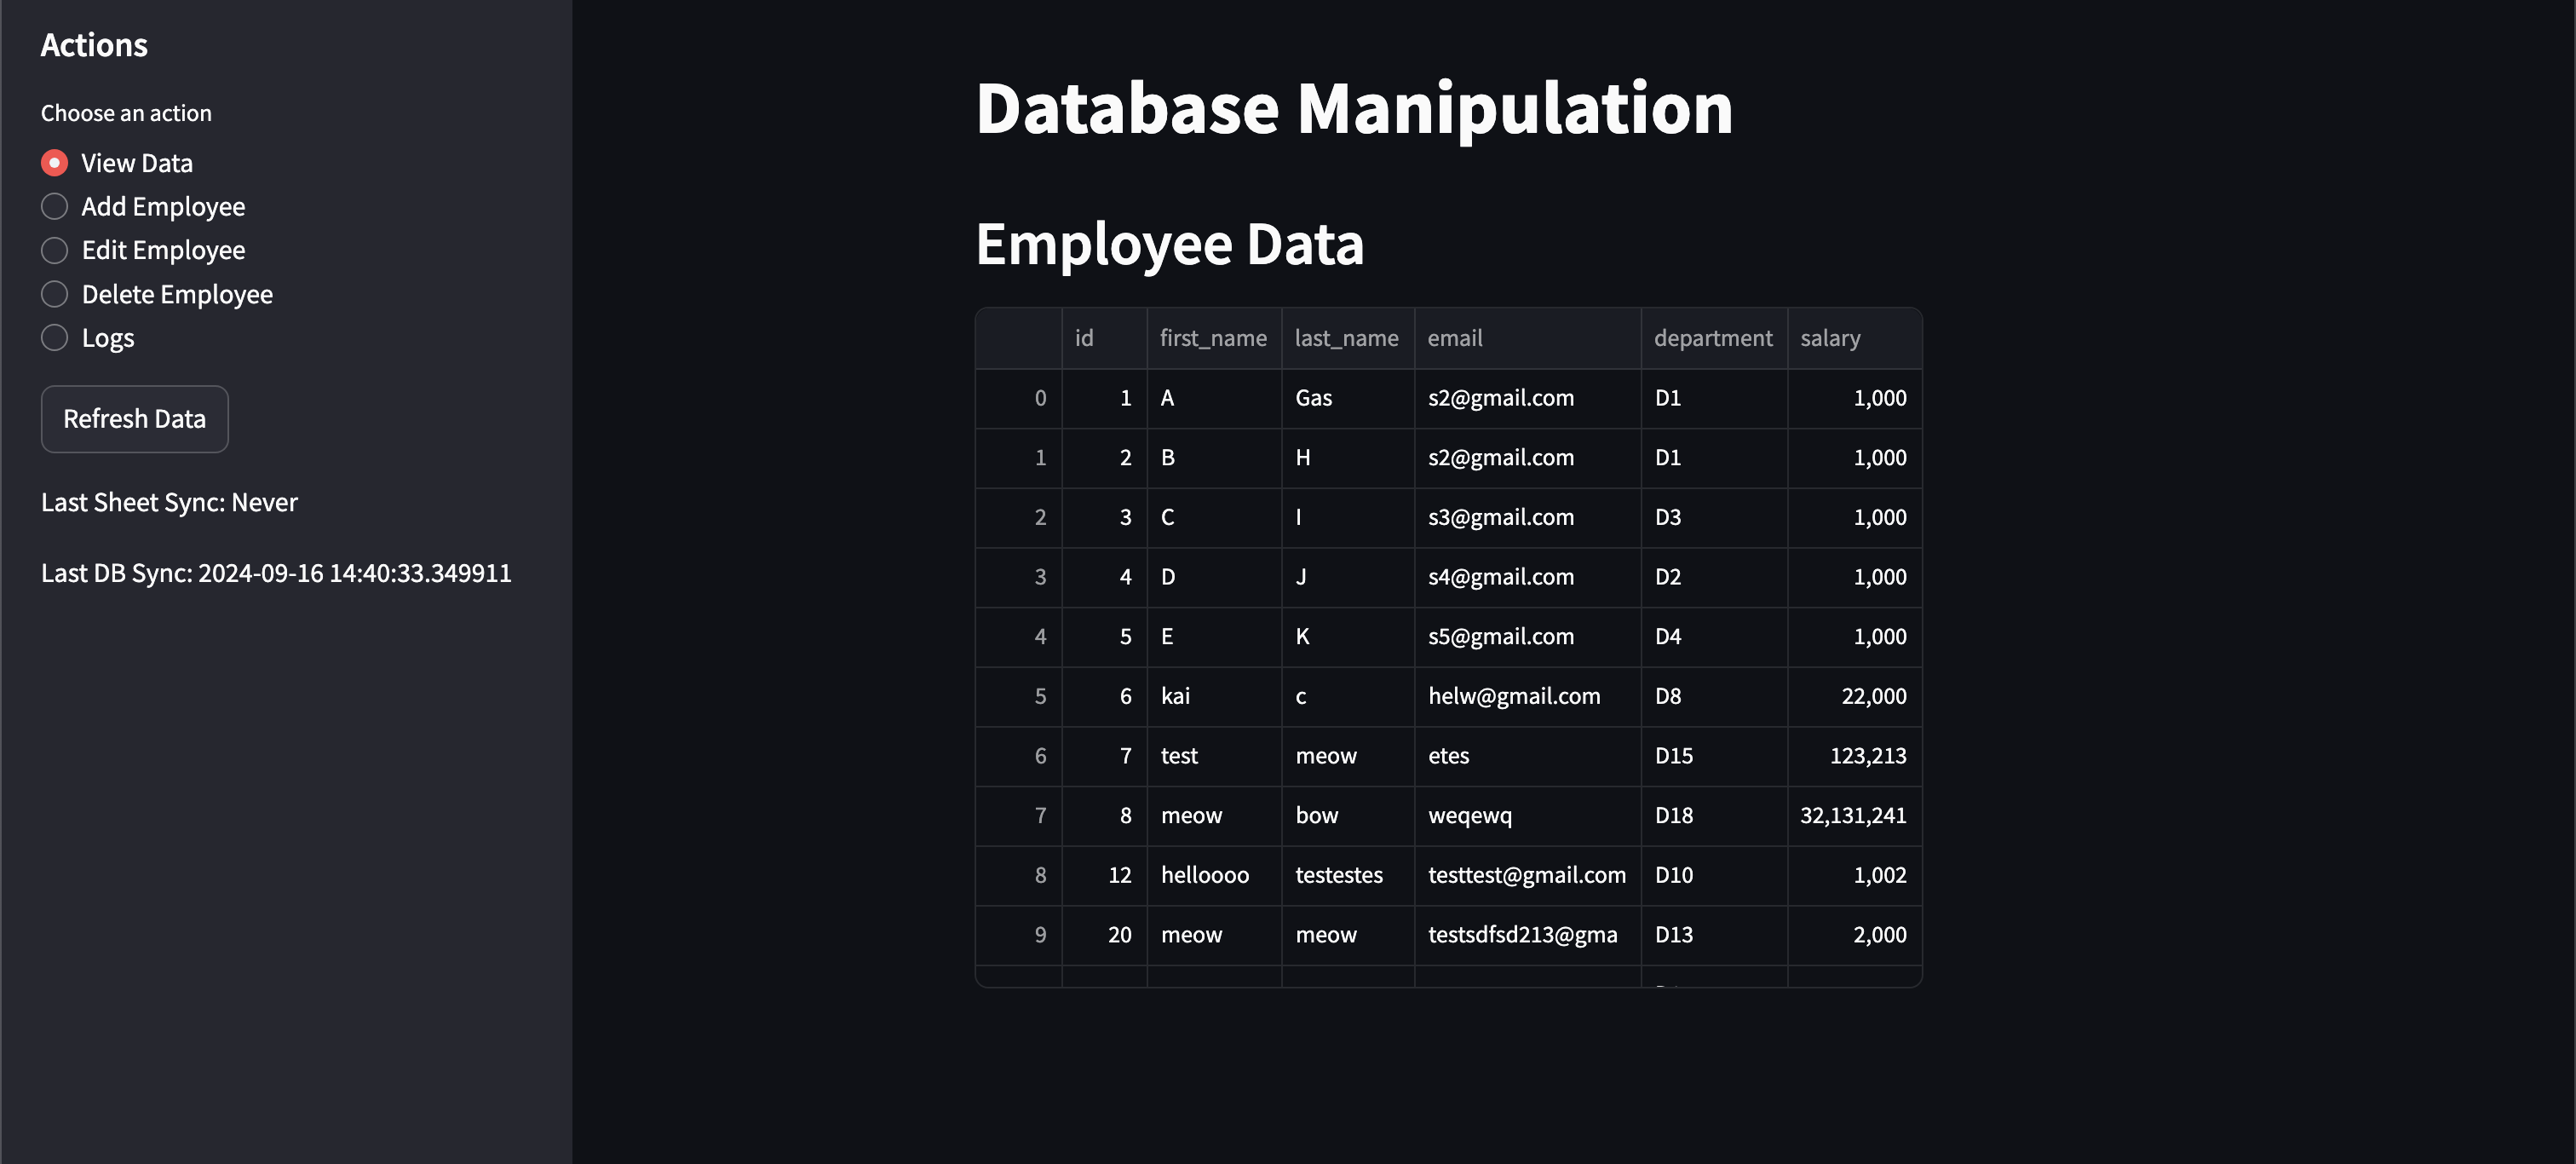 Actions
Choose an action
View Data
Add Employee
Edit Employee
Delete Employee
Logs
Refresh Data
Last Sheet Sync: Never
Last DB Sync: 2024-09-16 14:40:33.349911
Database Manipulation
Employee Data
id first_name last_name email department salary
0 1 A Gas s2@gmail.com D1 1,000
1 2 B H s2@gmail.com D1 1,000
2 3 C I s3@gmail.com D3 1,000
3 4 D J s4@gmail.com D2 1,000
4 5 E K s5@gmail.com D4 1,000
5 6 kai c helw@gmail.com D8 22,000
6 7 test meow etes D15 123,213
7 8 meow bow weqewq D18 32,131,241
8 12 helloooo testestes testtest@gmail.com D10 1,002
9 20 meow meow testsdfsd213@gma D13 2,000